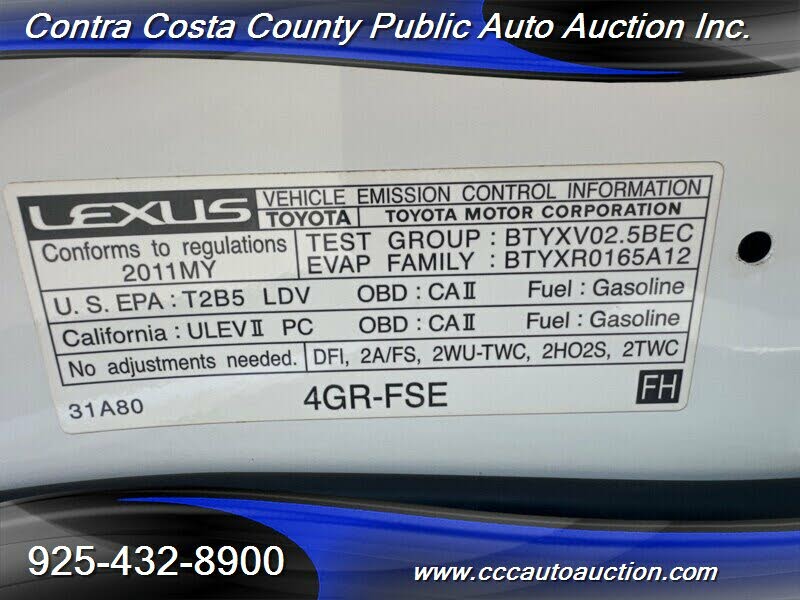 Contra Costa County Public Auto Auction Inc.
LEXUS
VEHICLE EMISSION CONTROL INFORMATION
TOYOTA TOYOTA MOTOR CORPORATION
Conforms to regulations
2011MY
TEST GROUP : BTYXV02.5BEC
EVAP FAMILY : BTYXR0165A12
U.S. EPA : T2B5 LDV OBD : CAⅡ Fuel : Gasoline
California : ULEVⅡ PC OBD : CAⅡ Fuel : Gasoline
No adjustments needed. DFI, 2A/FS, 2WU-TWC, 2HO2S, 2TWC
31A80 4GR-FSE FH
925-432-8900
www.cccautoauction.com